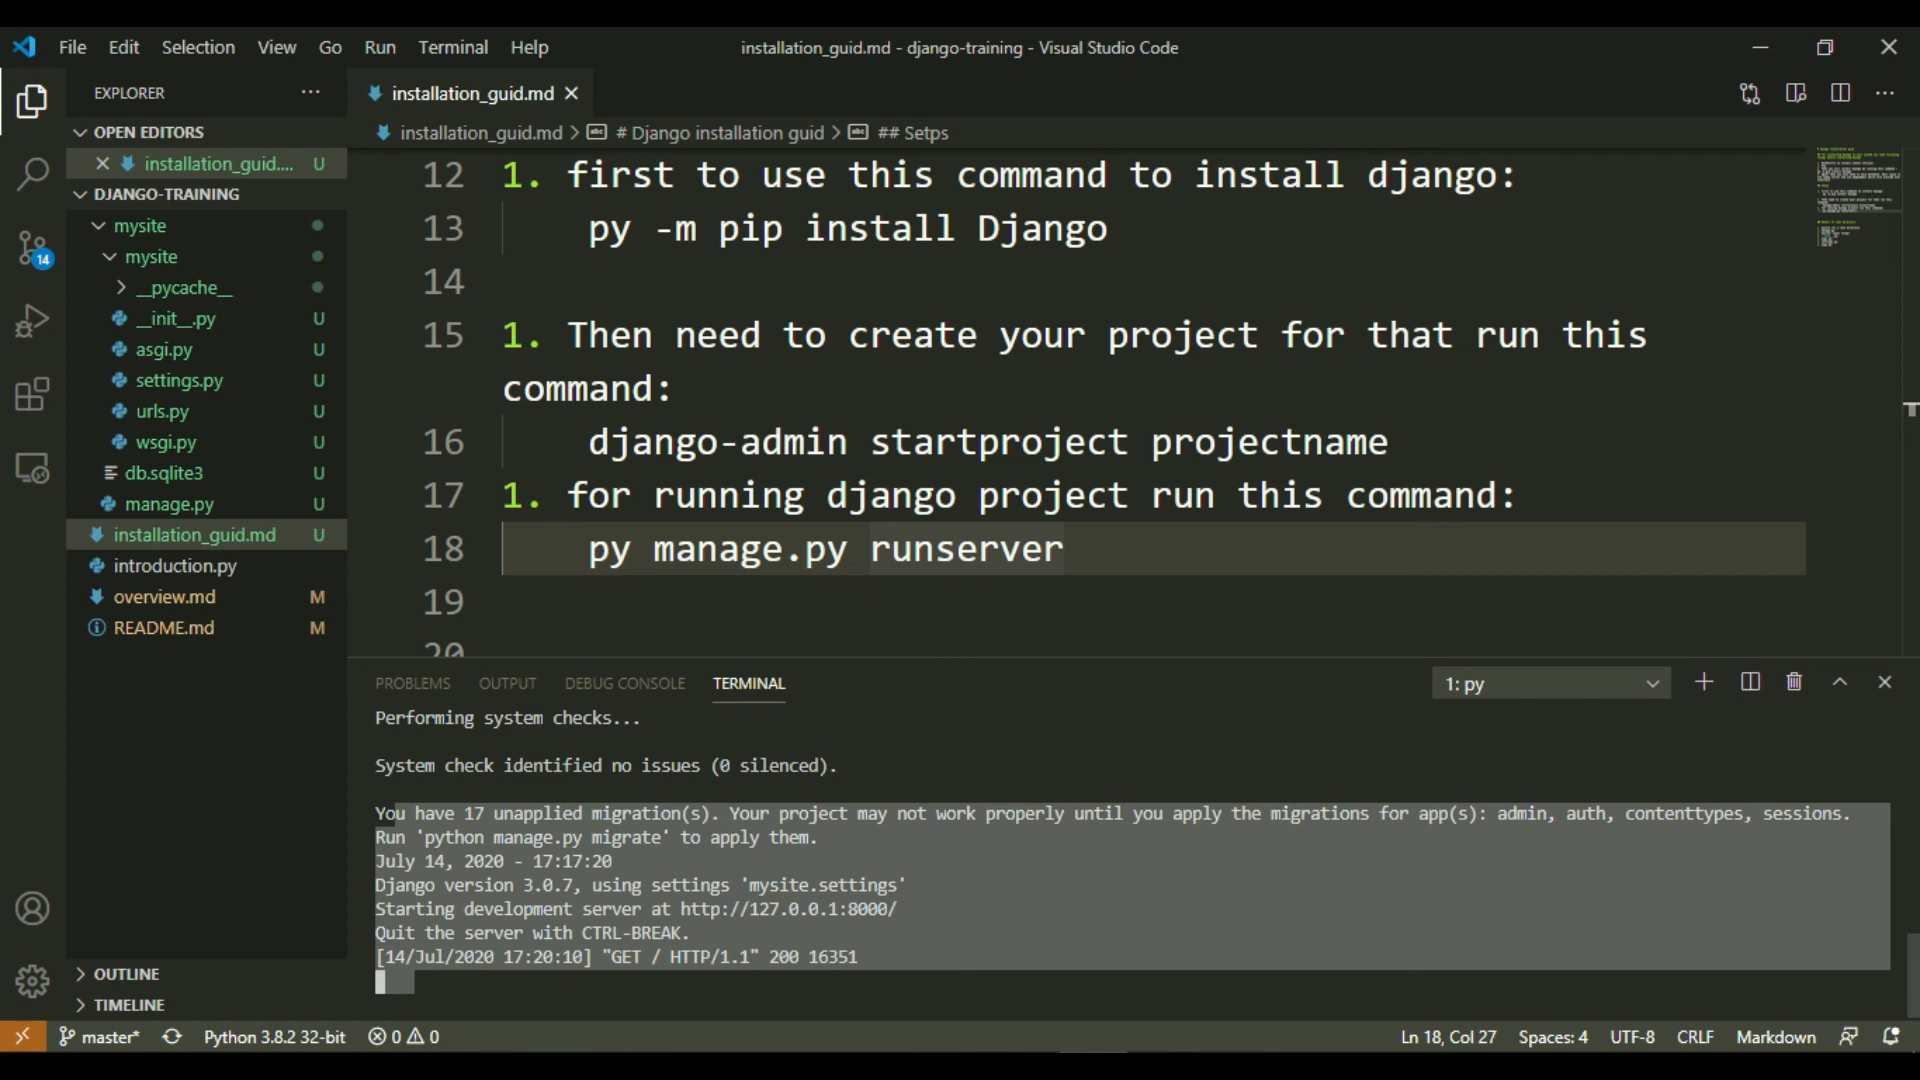 File Edit Selection View Go Run Terminal Help
installation_guid.md - django-training - Visual Studio Code
EXPLORER
OPEN EDITORS
installation_guid.... U
DJANGO-TRAINING
mysite
mysite
__pycache__
__init__.py U
asgi.py U
settings.py U
urls.py U
wsgi.py U
db.sqlite3 U
manage.py U
installation_guid.md U
introduction.py
overview.md M
README.md M
OUTLINE
TIMELINE
14
installation_guid.md
installation_guid.md > # Django installation guid > ## Setps
12 1. first to use this command to install django:
13 py -m pip install Django
14
15 1. Then need to create your project for that run this
command:
16 django-admin startproject projectname
17 1. for running django project run this command:
18 py manage.py runserver
19
20
PROBLEMS OUTPUT DEBUG CONSOLE TERMINAL
1: py
Performing system checks...
System check identified no issues (0 silenced).
You have 17 unapplied migration(s). Your project may not work properly until you apply the migrations for app(s): admin, auth, contenttypes, sessions.
Run 'python manage.py migrate' to apply them.
July 14, 2020 - 17:17:20
Django version 3.0.7, using settings 'mysite.settings'
Starting development server at http://127.0.0.1:8000/
Quit the server with CTRL-BREAK.
[14/Jul/2020 17:20:10] "GET / HTTP/1.1" 200 16351
master* Python 3.8.2 32-bit 0 0
Ln 18, Col 27 Spaces: 4 UTF-8 CRLF Markdown